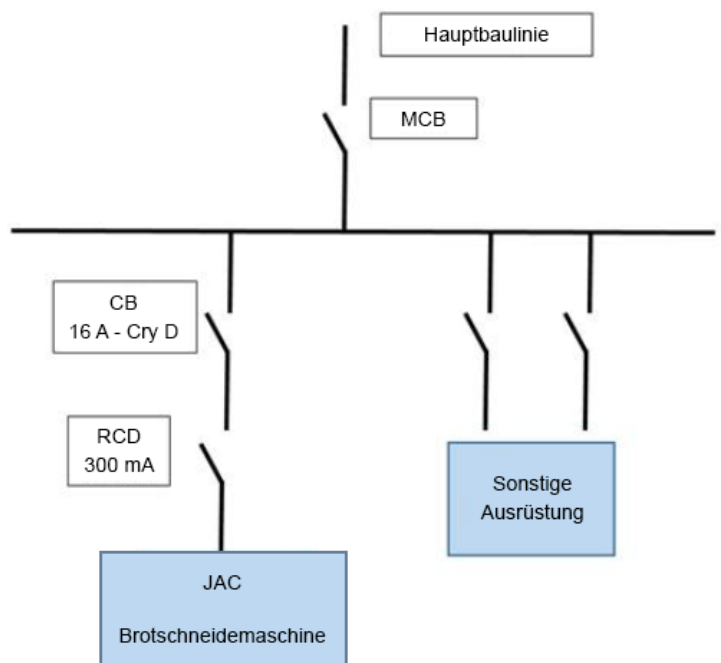 Hauptbaulinie
MCB
CB
16 A - Cry D
RCD
300 mA
Sonstige
Ausrüstung
JAC
Brotschneidemaschine